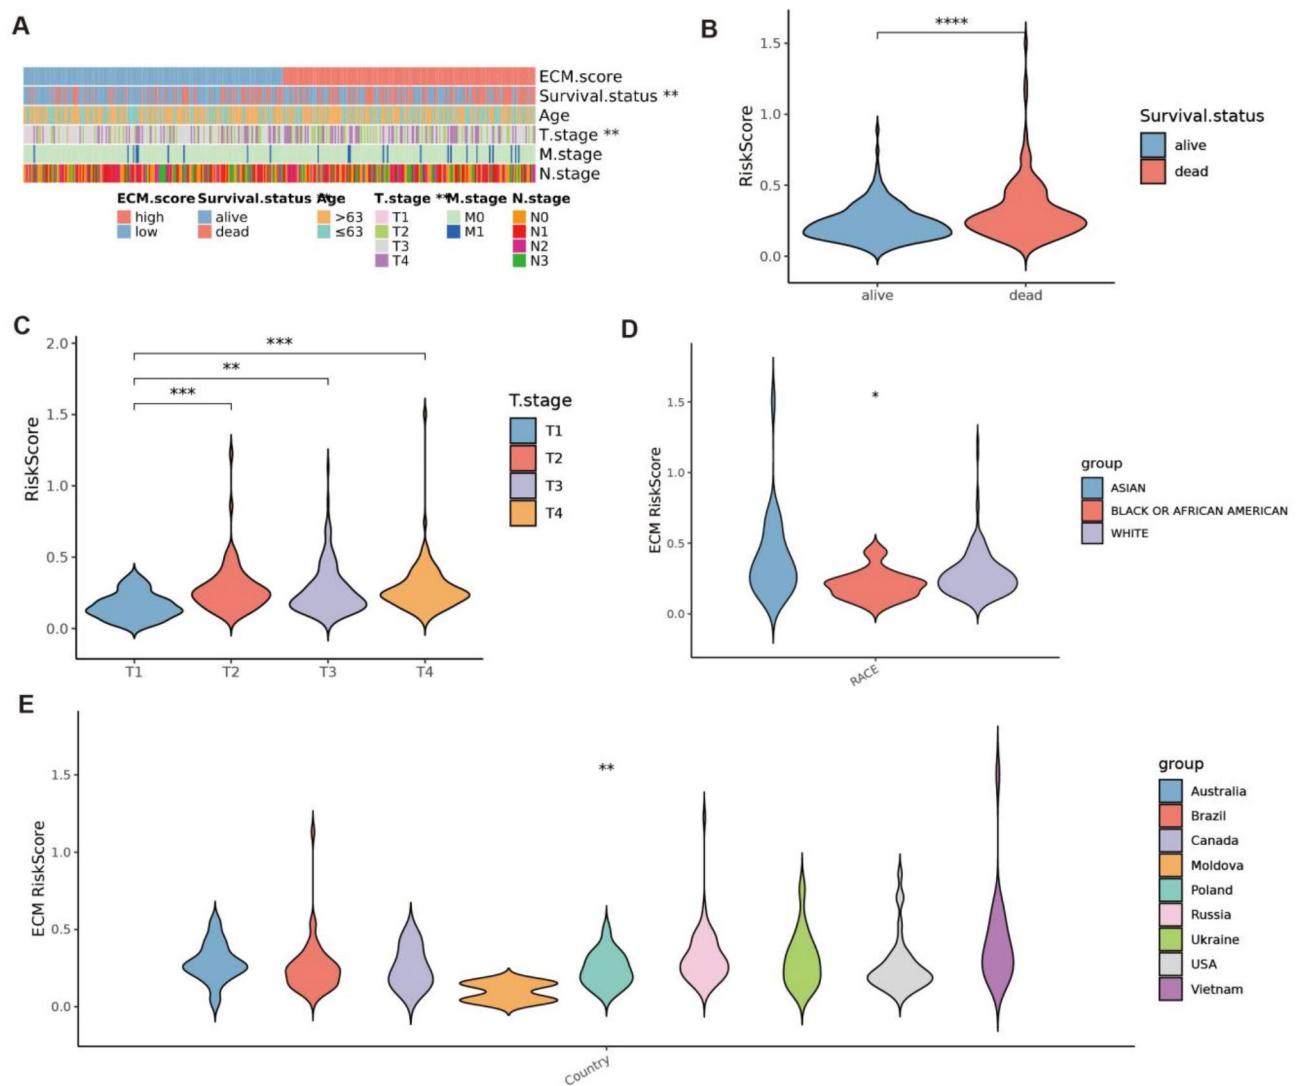 A
ECM.score
Survival.status **
Age
T.stage **
M.stage
N.stage
ECM.score Survival.status ** Age T.stage ** M.stage N.stage
high alive >63 T1 M0 N0
low dead ≤63 T2 M1 N1
T3 N2
T4 N3
B
****
1.5
1.0
0.5
0.0
RiskScore
alive dead
Survival.status
alive
dead
C
2.0
1.5
1.0
0.5
0.0
RiskScore
***
**
***
T1 T2 T3 T4
T.stage
T1
T2
T3
T4
D
1.5
1.0
0.5
0.0
ECM RiskScore
*
RACE
group
ASIAN
BLACK OR AFRICAN AMERICAN
WHITE
E
1.5
1.0
0.5
0.0
ECM RiskScore
**
Country
group
Australia
Brazil
Canada
Moldova
Poland
Russia
Ukraine
USA
Vietnam